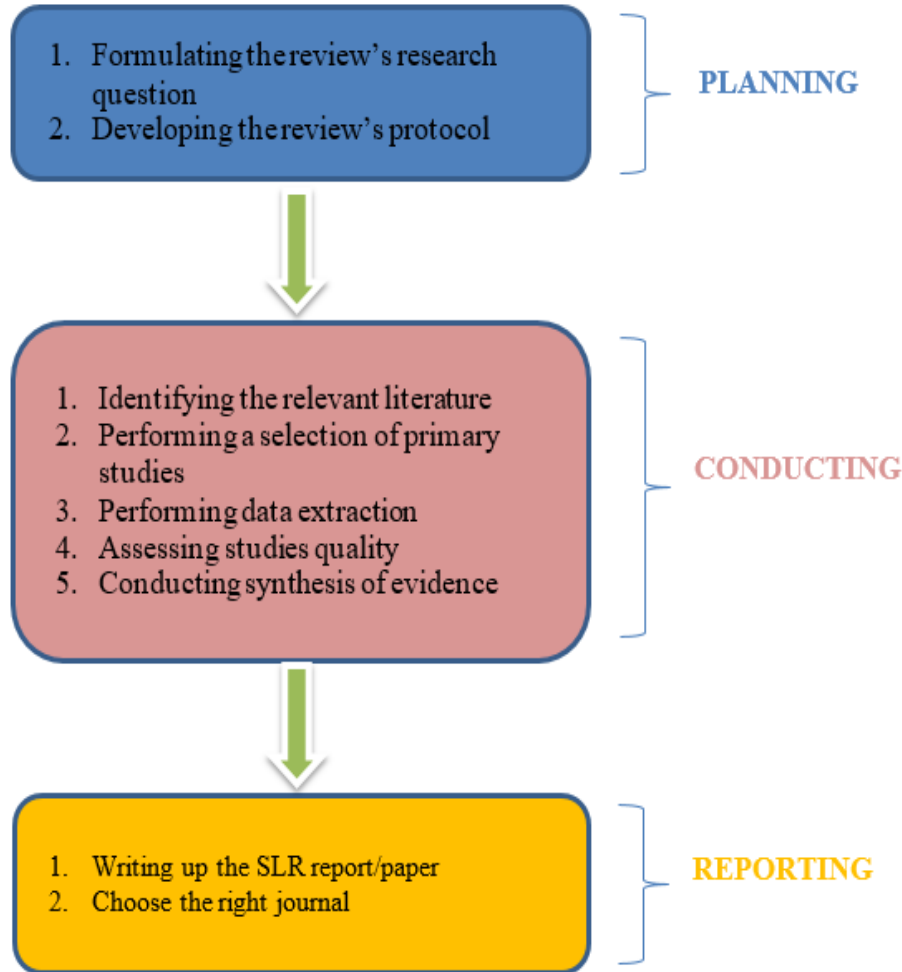 1. Formulating the review’s research
question
2. Developing the review’s protocol
PLANNING
1. Identifying the relevant literature
2. Performing a selection of primary
studies
3. Performing data extraction
4. Assessing studies quality
5. Conducting synthesis of evidence
CONDUCTING
1. Writing up the SLR report/paper
2. Choose the right journal
REPORTING